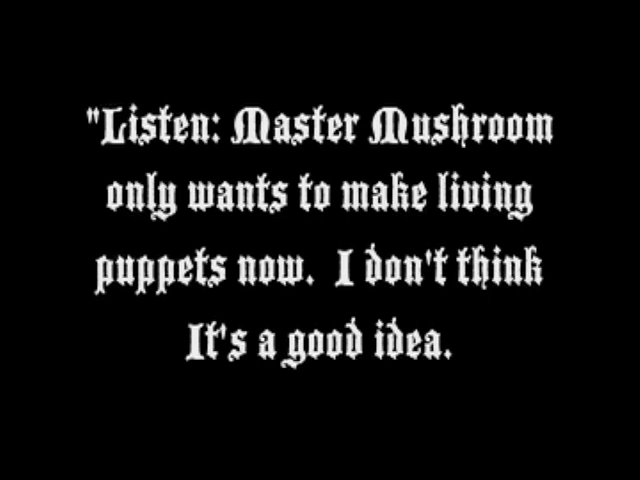 "Listen: Master Mushroom
only wants to make living
puppets now. I don't think
It's a good idea.